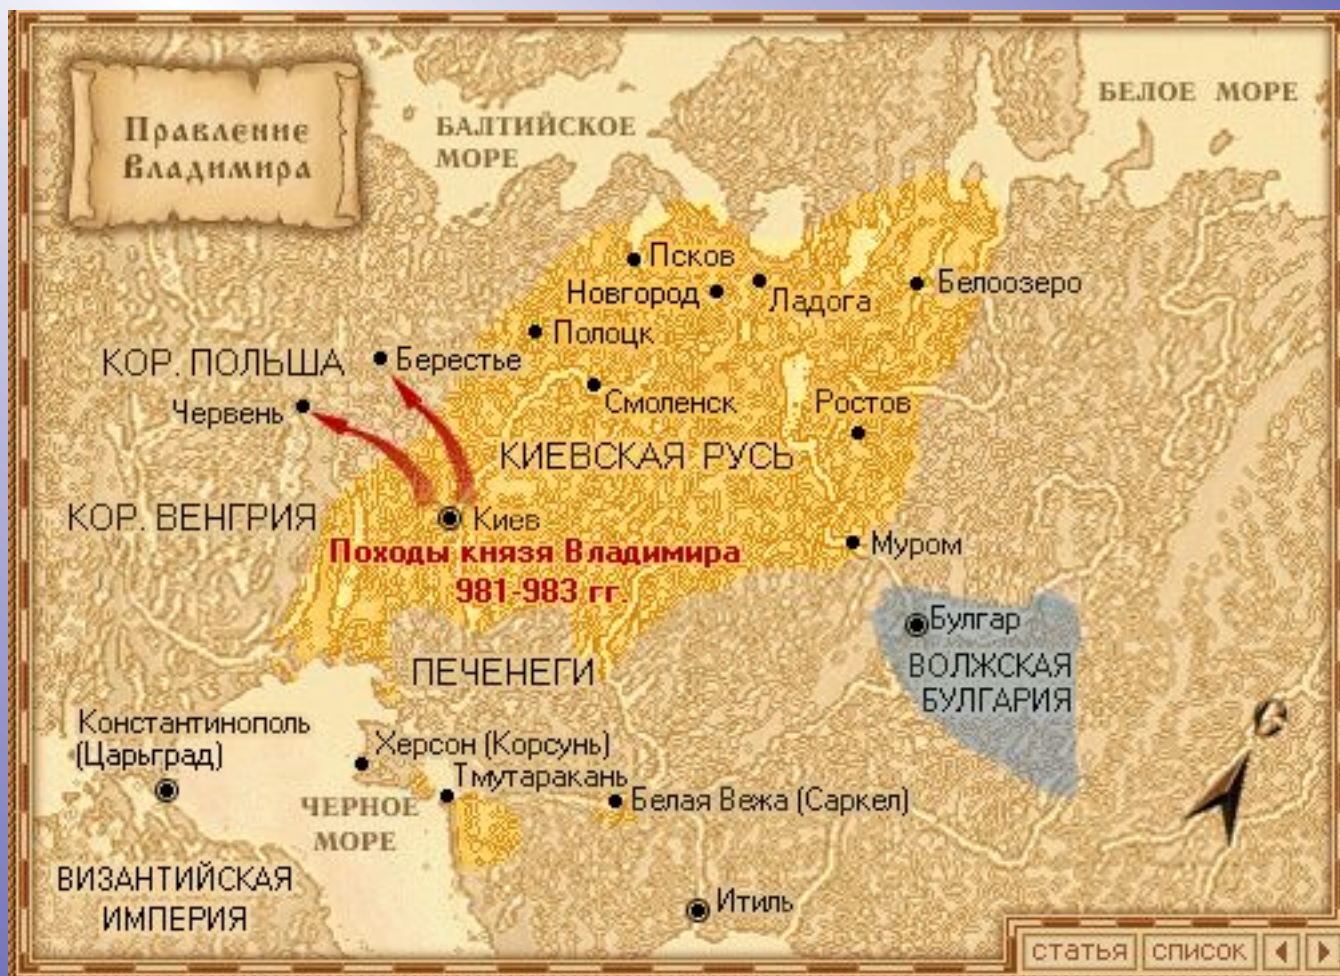 Правление
Владимира
БАЛТИЙСКОЕ
МОРЕ
БЕЛОЕ МОРЕ
Псков
Новгород
Ладога
Белоозеро
Полоцк
КОР. ПОЛЬША
Берестье
Червень
Смоленск
Ростов
КИЕВСКАЯ РУСЬ
КОР. ВЕНГРИЯ
Киев
Походы князя Владимира
981-983 гг.
Муром
Булгар
ВОЛЖСКАЯ
БУЛГАРИЯ
ПЕЧЕНЕГИ
Константинополь
(Царьград)
Херсон (Корсунь)
Тмутаракань
Белая Вежа (Саркел)
ЧЕРНОЕ
МОРЕ
ВИЗАНТИЙСКАЯ
ИМПЕРИЯ
Итиль
С
статья
список